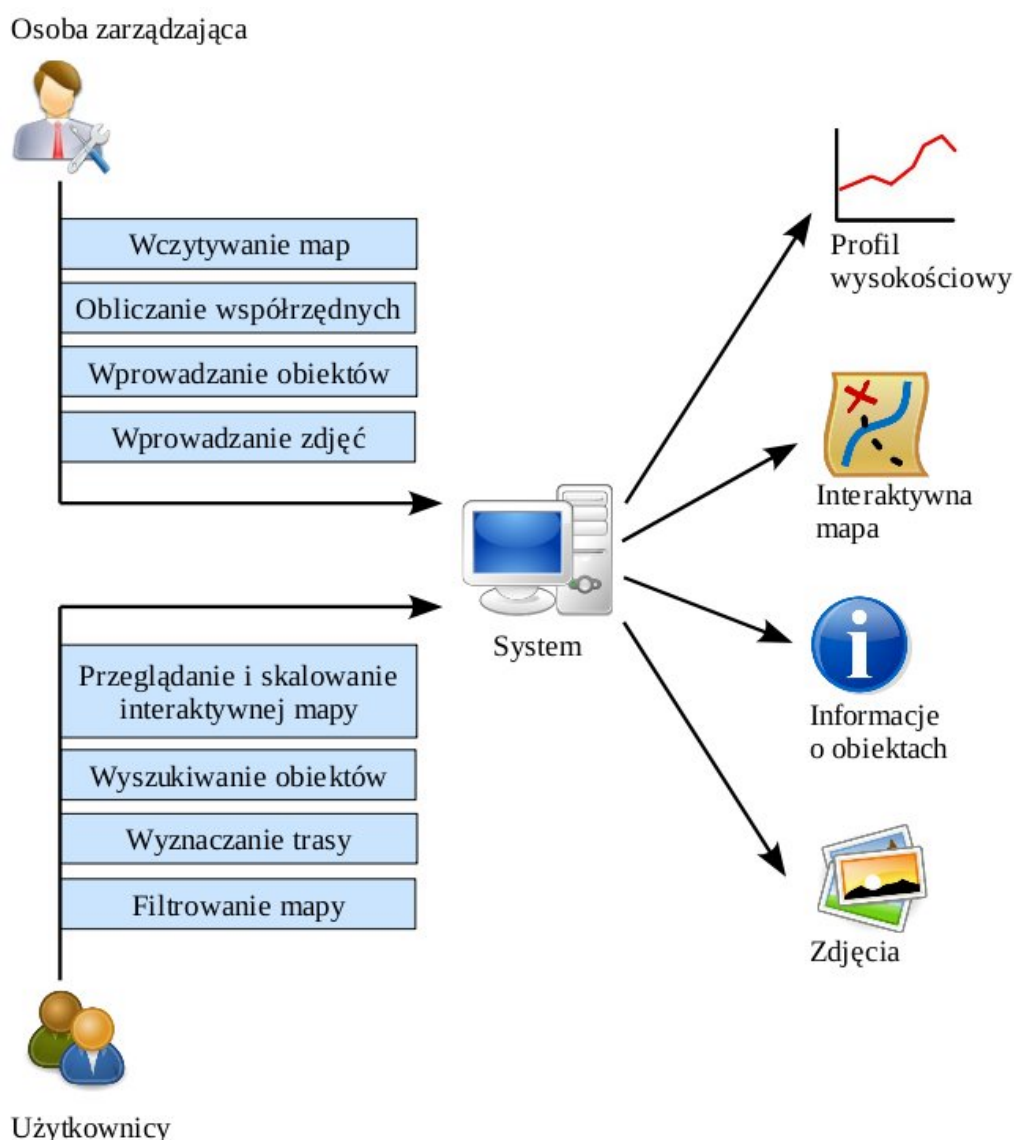 Osoba zarządzająca
Wczytywanie map
Obliczanie współrzędnych
Wprowadzanie obiektów
Wprowadzanie zdjęć
Profil
wysokościowy
Interaktywna
mapa
System
Przeglądanie i skalowanie
interaktywnej mapy
Wyszukiwanie obiektów
Wyznaczanie trasy
Filtrowanie mapy
Informacje
o obiektach
Zdjęcia
Użytkownicy